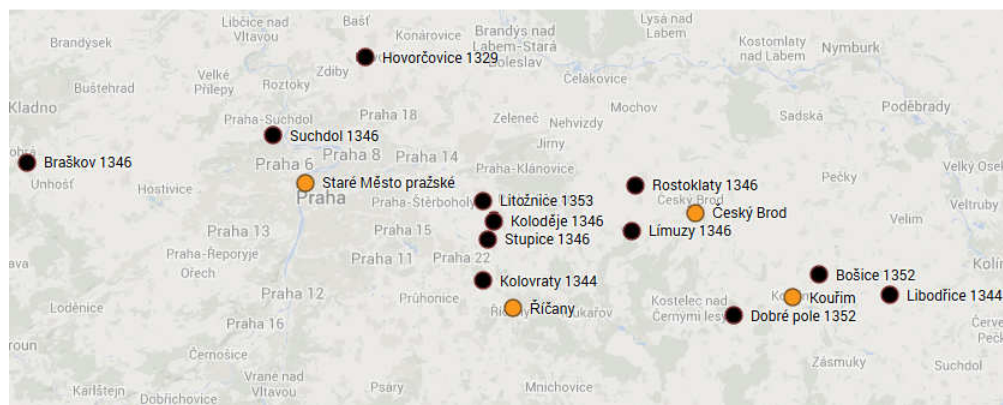 Libčice nad
Vltavou
Bašť
Konárovice
Brandýs nad
Labem-Stará
Boleslav
Lysá nad
Labem
Brandýsek
Hovorčovice 1329
Kostomlaty
nad Labem
Nymburk
Zdiby
Velké
Přílepy
Roztoky
Čelákovice
Buštehrad
Kladno
Mochov
Poděbrady
Praha-Suchdol
Praha 18
Zeleneč
Nehvizdy
Sadská
Suchdol 1346
Jirny
Praha 8
Praha 14
Praha 6
Braškov 1346
Praha-Klánovice
Velký Osek
Pečky
Unhošť
Hostivice
Staré Město pražské
Rostoklaty 1346
Praha
Praha-Štěrboholy
Litožnice 1353
Český Brod
Veltruby
Český Brod
Koloděje 1346
Velim
Praha 13
Praha 15
Límuzy 1346
Stupice 1346
Praha-Řeporyje
Praha 11
Praha 22
Ořech
Bošice 1352
Kolovraty 1344
Praha 12
Průhonice
Libodřice 1344
Kouřim
Loděnice
Kostelec nad
Černými lesy
Říčany
Dobré pole 1352
Praha 16
Černošice
Zásmuky
Suchdol
Vrané nad
Vltavou
Karlštejn
Dobřichovice
Psáry
Mnichovice